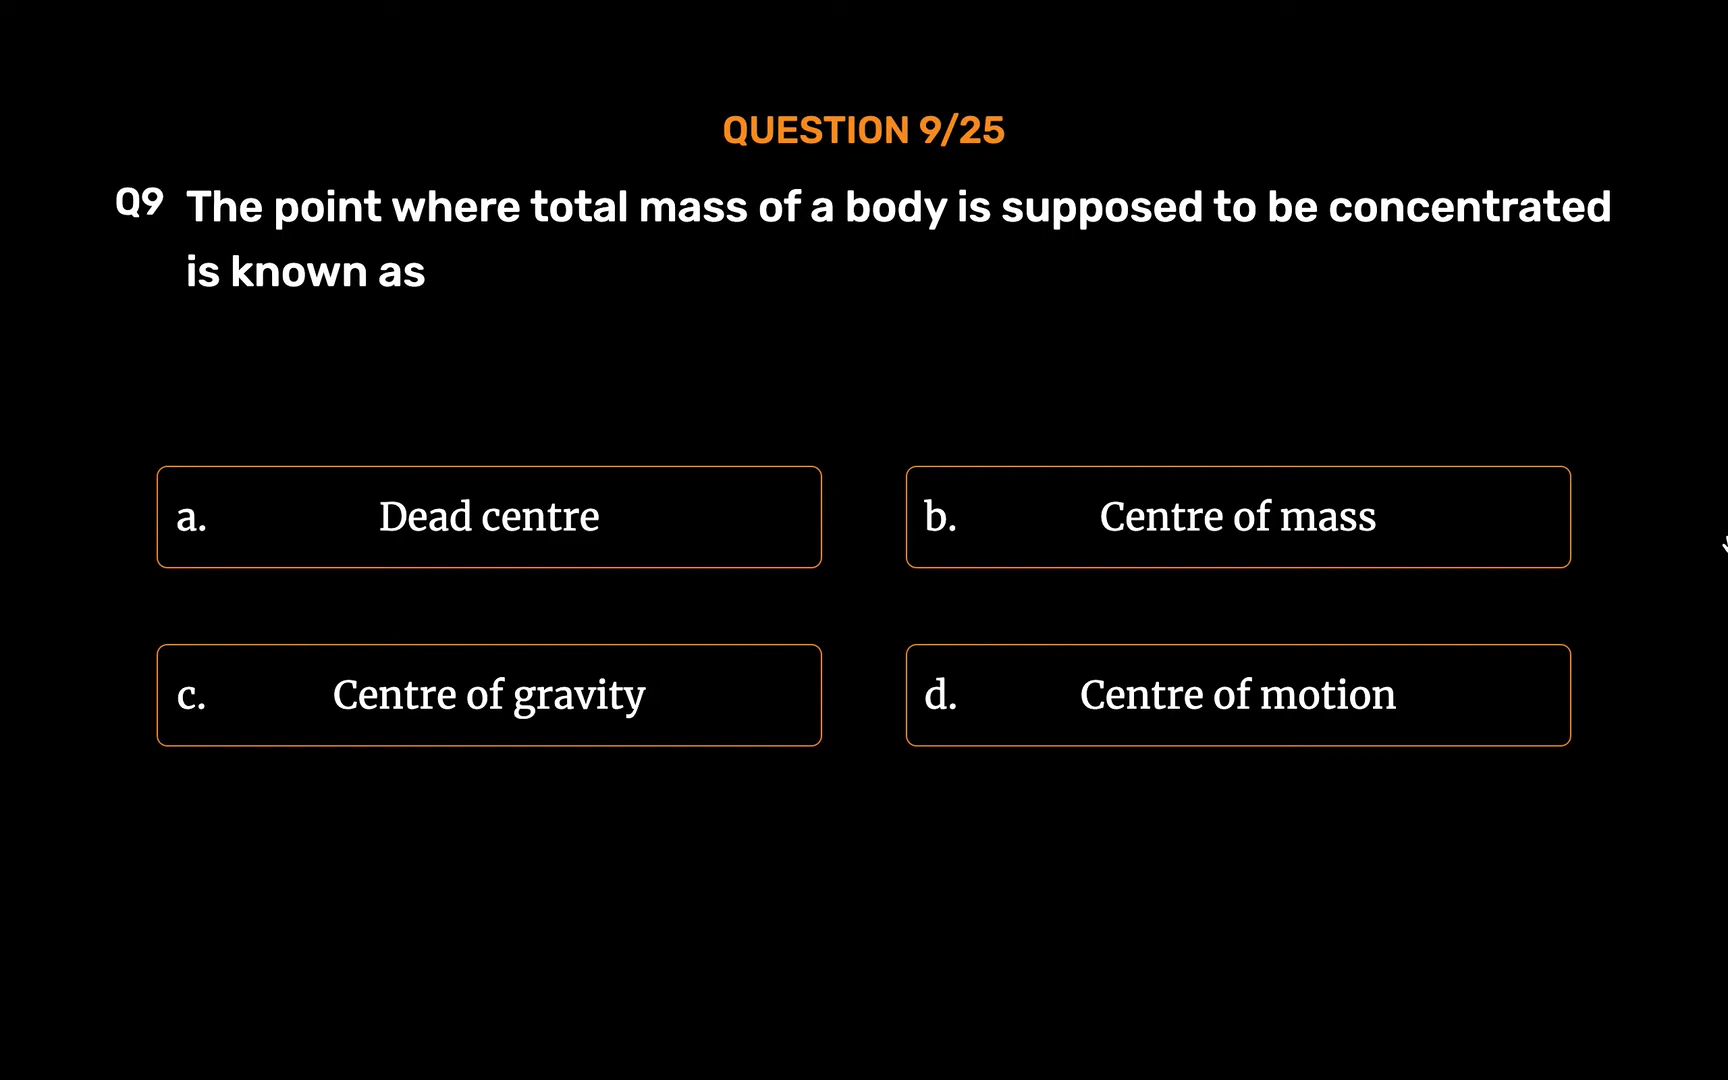 QUESTION 9/25
Q9 The point where total mass of a body is supposed to be concentrated
is known as
a. Dead centre
b. Centre of mass
c. Centre of gravity
d. Centre of motion